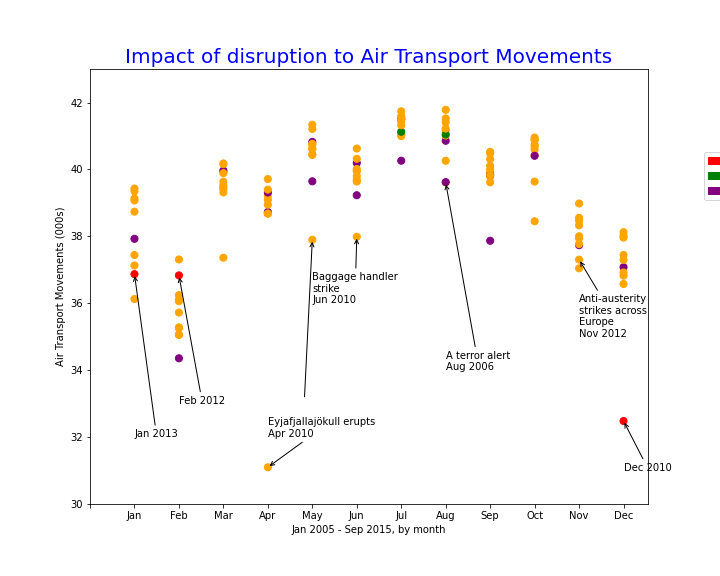 Impact of disruption to Air Transport Movements
Air Transport Movements (000s)
42
40
38
36
34
32
30
Baggage handler
strike
Jun 2010
Anti-austerity
strikes across
Europe
Nov 2012
A terror alert
Aug 2006
Feb 2012
Eyjafjallajökull erupts
Apr 2010
Jan 2013
Dec 2010
Jan Feb Mar Apr May Jun Jul Aug Sep Oct Nov Dec
Jan 2005 - Sep 2015, by month